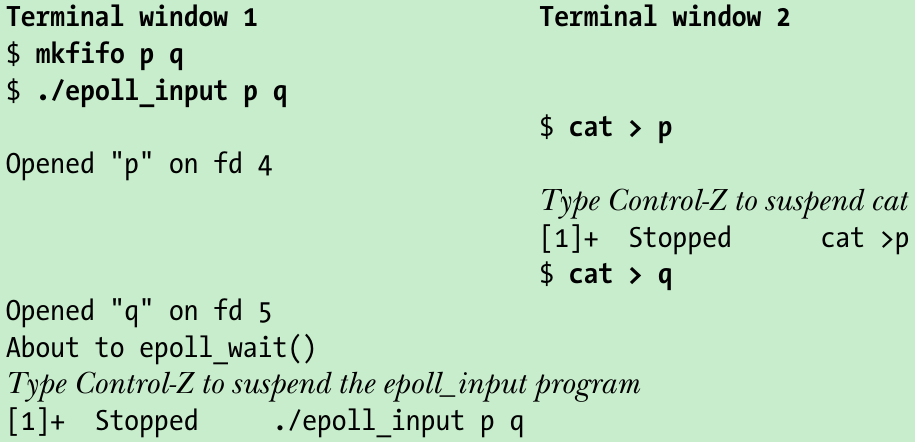 Terminal window 1 Terminal window 2
$ mkfifo p q
$ ./epoll_input p q
$ cat > p
Opened "p" on fd 4
Type Control-Z to suspend cat
[1]+ Stopped cat >p
$ cat > q
Opened "q" on fd 5
About to epoll_wait()
Type Control-Z to suspend the epoll_input program
[1]+ Stopped ./epoll_input p q